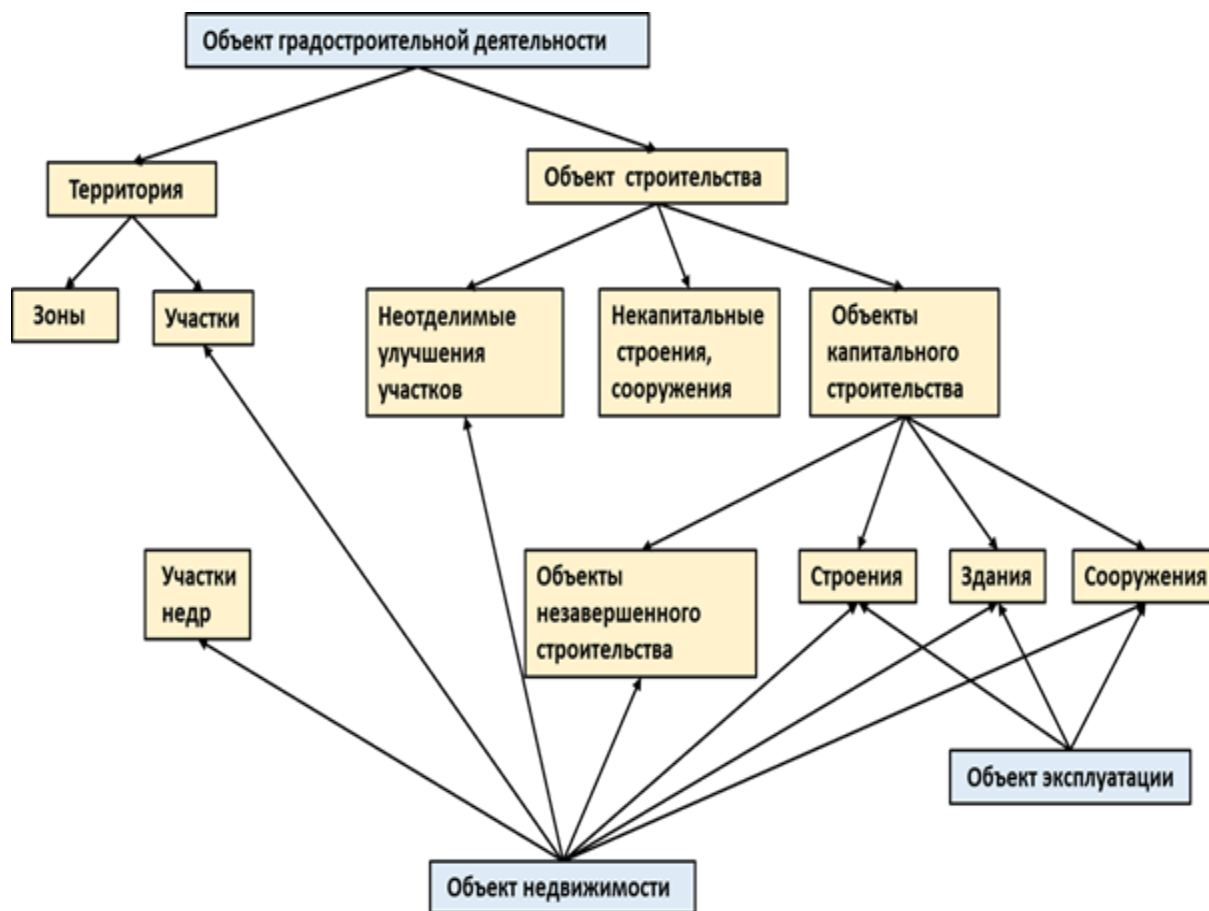 Объект градостроительной деятельности
Территория
Объект строительства
Зоны
Участки
Неотделимые
улучшения
участков
Некапитальные
строения,
сооружения
Объекты
капитального
строительства
Участки
недр
Объекты
незавершенного
строительства
Строения
Здания
Сооружения
Объект эксплуатации
Объект недвижимости